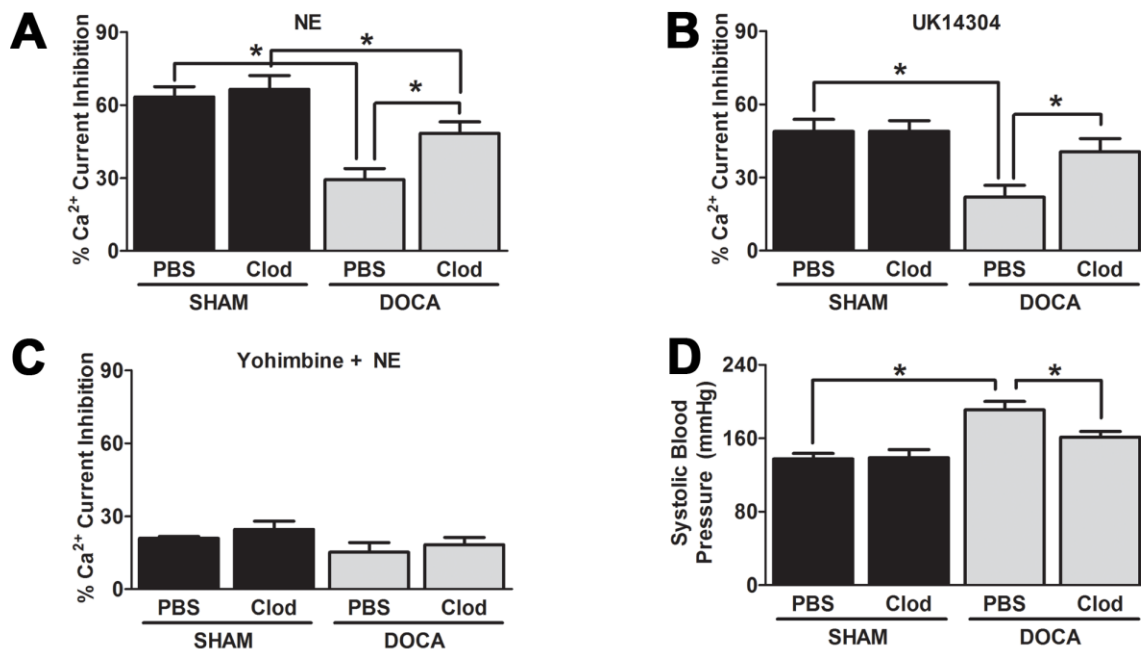 A
NE
% Ca²⁺ Current Inhibition
90
60
30
0
*
*
*
PBS Clod PBS Clod
SHAM DOCA
B
UK14304
% Ca²⁺ Current Inhibition
90
60
30
0
*
*
PBS Clod PBS Clod
SHAM DOCA
C
Yohimbine + NE
% Ca²⁺ Current Inhibition
90
60
30
0
PBS Clod PBS Clod
SHAM DOCA
D
Systolic Blood
Pressure (mmHg)
240
160
80
0
*
*
PBS Clod PBS Clod
SHAM DOCA